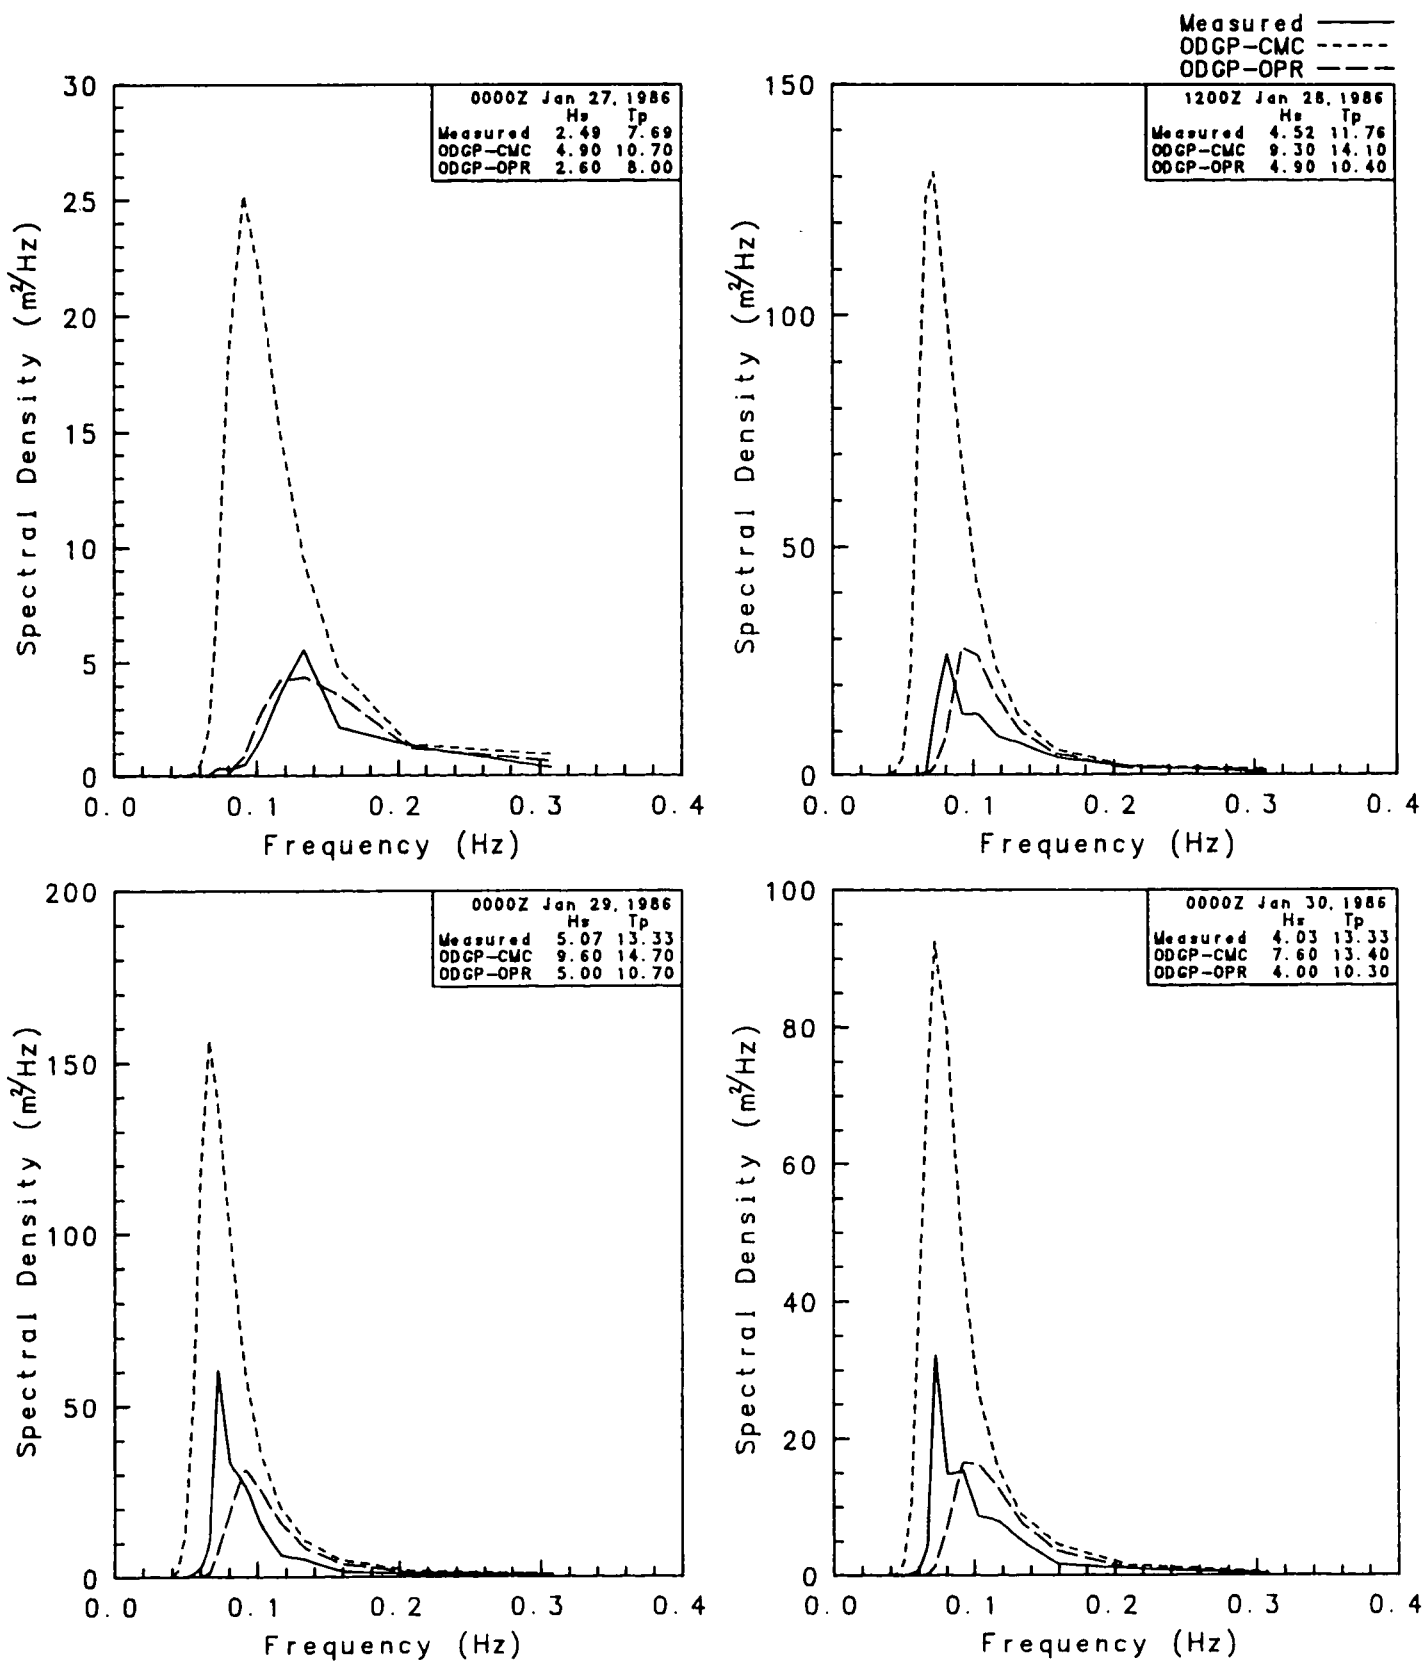 Measured
ODGP-CMC
ODGP-OPR
30
25
20
15
10
5
0
Spectral Density (m²/Hz)
0000Z Jan 27, 1986
Hs Tp
Measured 2.49 7.69
ODGP-CMC 4.90 10.70
ODGP-OPR 2.60 8.00
0.0 0.1 0.2 0.3 0.4
Frequency (Hz)
150
100
50
0
Spectral Density (m²/Hz)
1200Z Jan 28, 1986
Hs Tp
Measured 4.52 11.76
ODGP-CMC 9.30 14.10
ODGP-OPR 4.90 10.40
0.0 0.1 0.2 0.3 0.4
Frequency (Hz)
200
150
100
50
0
Spectral Density (m²/Hz)
0000Z Jan 29, 1986
Hs Tp
Measured 5.07 13.33
ODGP-CMC 9.60 14.70
ODGP-OPR 5.00 10.70
0.0 0.1 0.2 0.3 0.4
Frequency (Hz)
100
80
60
40
20
0
Spectral Density (m²/Hz)
0000Z Jan 30, 1986
Hs Tp
Measured 4.03 13.33
ODGP-CMC 7.60 13.40
ODGP-OPR 4.00 10.30
0.0 0.1 0.2 0.3 0.4
Frequency (Hz)